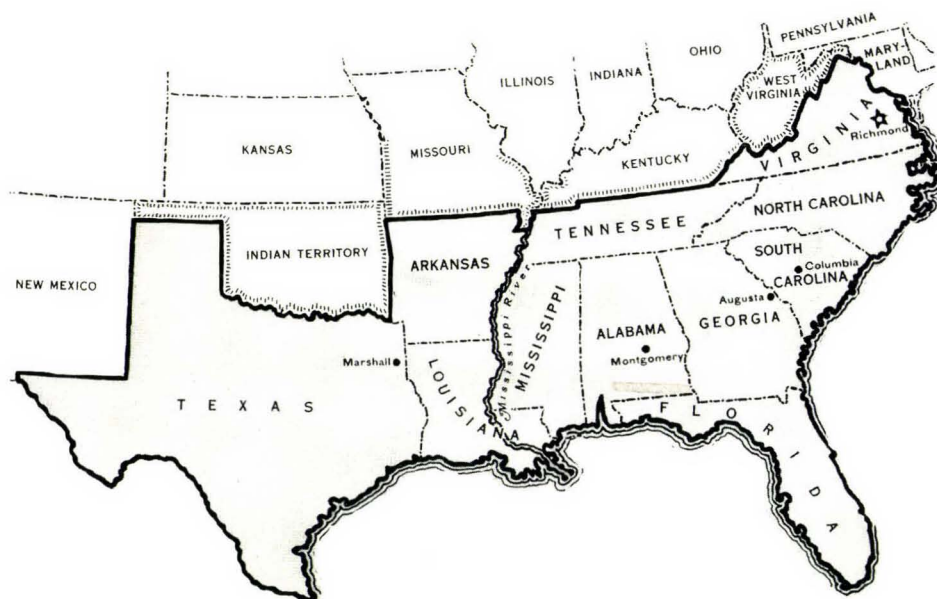 PENNSYLVANIA
OHIO
MARY-
LAND
ILLINOIS
INDIANA
WEST
VIRGINIA
VIRGINIA
Richmond
KANSAS
MISSOURI
KENTUCKY
NORTH CAROLINA
TENNESSEE
INDIAN TERRITORY
ARKANSAS
SOUTH
CAROLINA
Columbia
NEW MEXICO
Mississippi River
MISSISSIPPI
Augusta
GEORGIA
ALABAMA
Montgomery
Marshall
LOUISIANA
TEXAS
FLORIDA